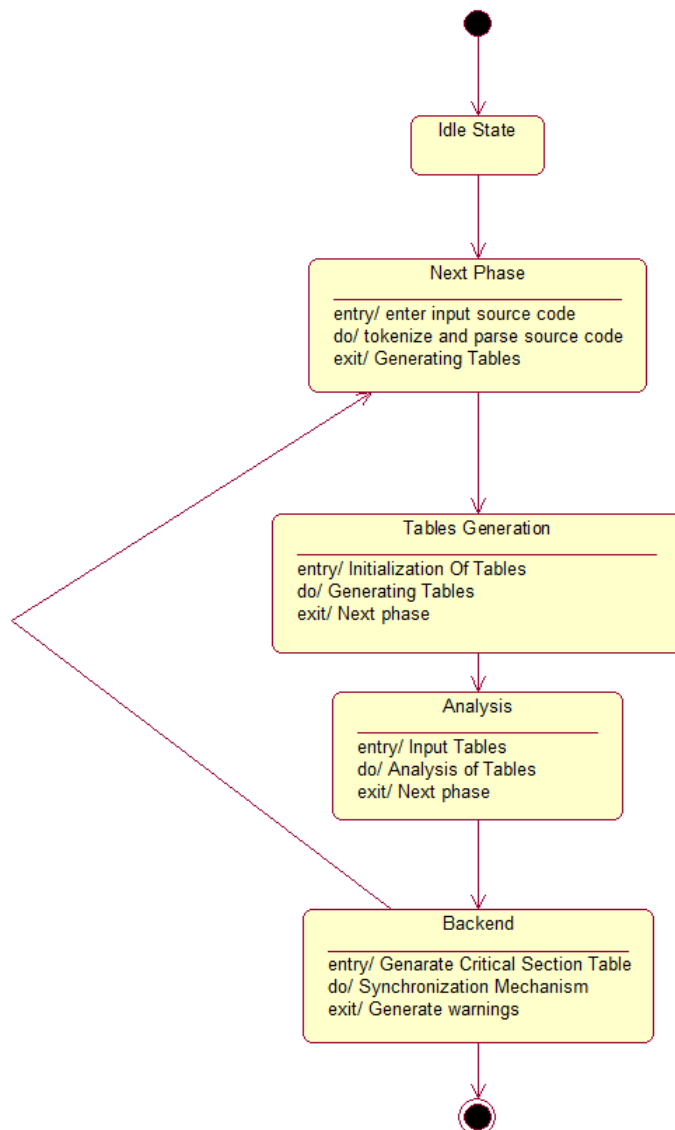 Idle State
Next Phase
entry/ enter input source code
do/ tokenize and parse source code
exit/ Generating Tables
Tables Generation
entry/ Initialization Of Tables
do/ Generating Tables
exit/ Next phase
Analysis
entry/ Input Tables
do/ Analysis of Tables
exit/ Next phase
Backend
entry/ Genarate Critical Section Table
do/ Synchronization Mechanism
exit/ Generate warnings